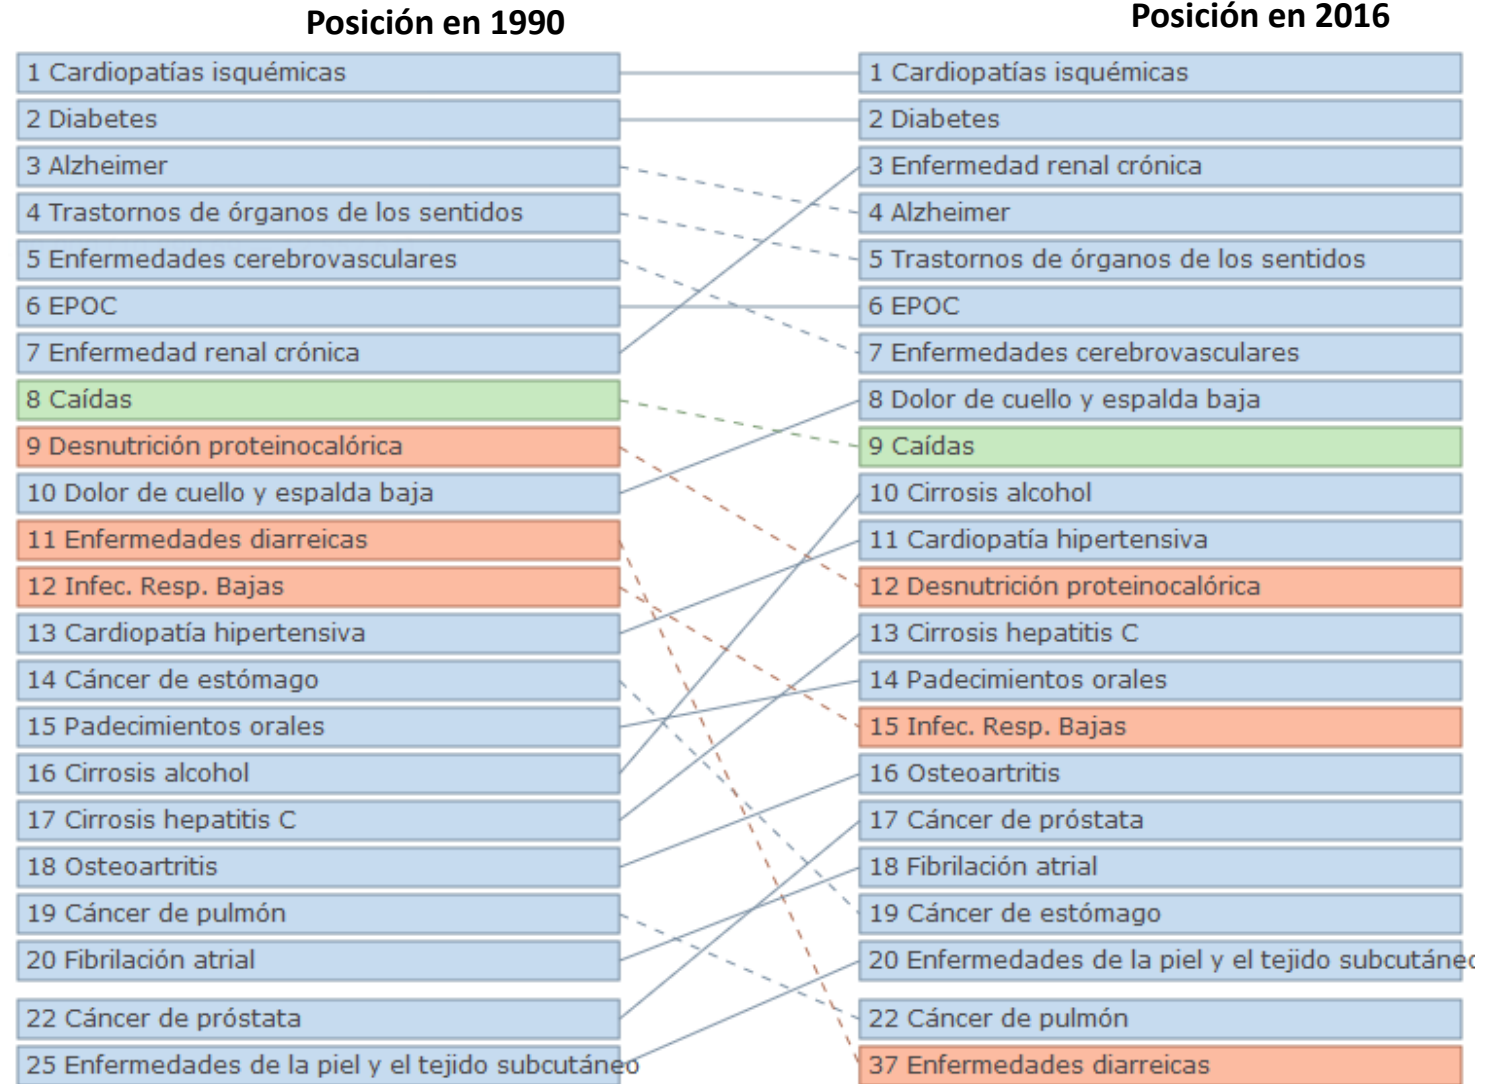 Posición en 1990
Posición en 2016
1 Cardiopatías isquémicas
2 Diabetes
3 Alzheimer
4 Trastornos de órganos de los sentidos
5 Enfermedades cerebrovasculares
6 EPOC
7 Enfermedad renal crónica
8 Caídas
9 Desnutrición proteinocalórica
10 Dolor de cuello y espalda baja
11 Enfermedades diarreicas
12 Infec. Resp. Bajas
13 Cardiopatía hipertensiva
14 Cáncer de estómago
15 Padecimientos orales
16 Cirrosis alcohol
17 Cirrosis hepatitis C
18 Osteoartritis
19 Cáncer de pulmón
20 Fibrilación atrial
22 Cáncer de próstata
25 Enfermedades de la piel y el tejido subcutáneo
1 Cardiopatías isquémicas
2 Diabetes
3 Enfermedad renal crónica
4 Alzheimer
5 Trastornos de órganos de los sentidos
6 EPOC
7 Enfermedades cerebrovasculares
8 Dolor de cuello y espalda baja
9 Caídas
10 Cirrosis alcohol
11 Cardiopatía hipertensiva
12 Desnutrición proteinocalórica
13 Cirrosis hepatitis C
14 Padecimientos orales
15 Infec. Resp. Bajas
16 Osteoartritis
17 Cáncer de próstata
18 Fibrilación atrial
19 Cáncer de estómago
20 Enfermedades de la piel y el tejido subcutáneo
22 Cáncer de pulmón
37 Enfermedades diarreicas